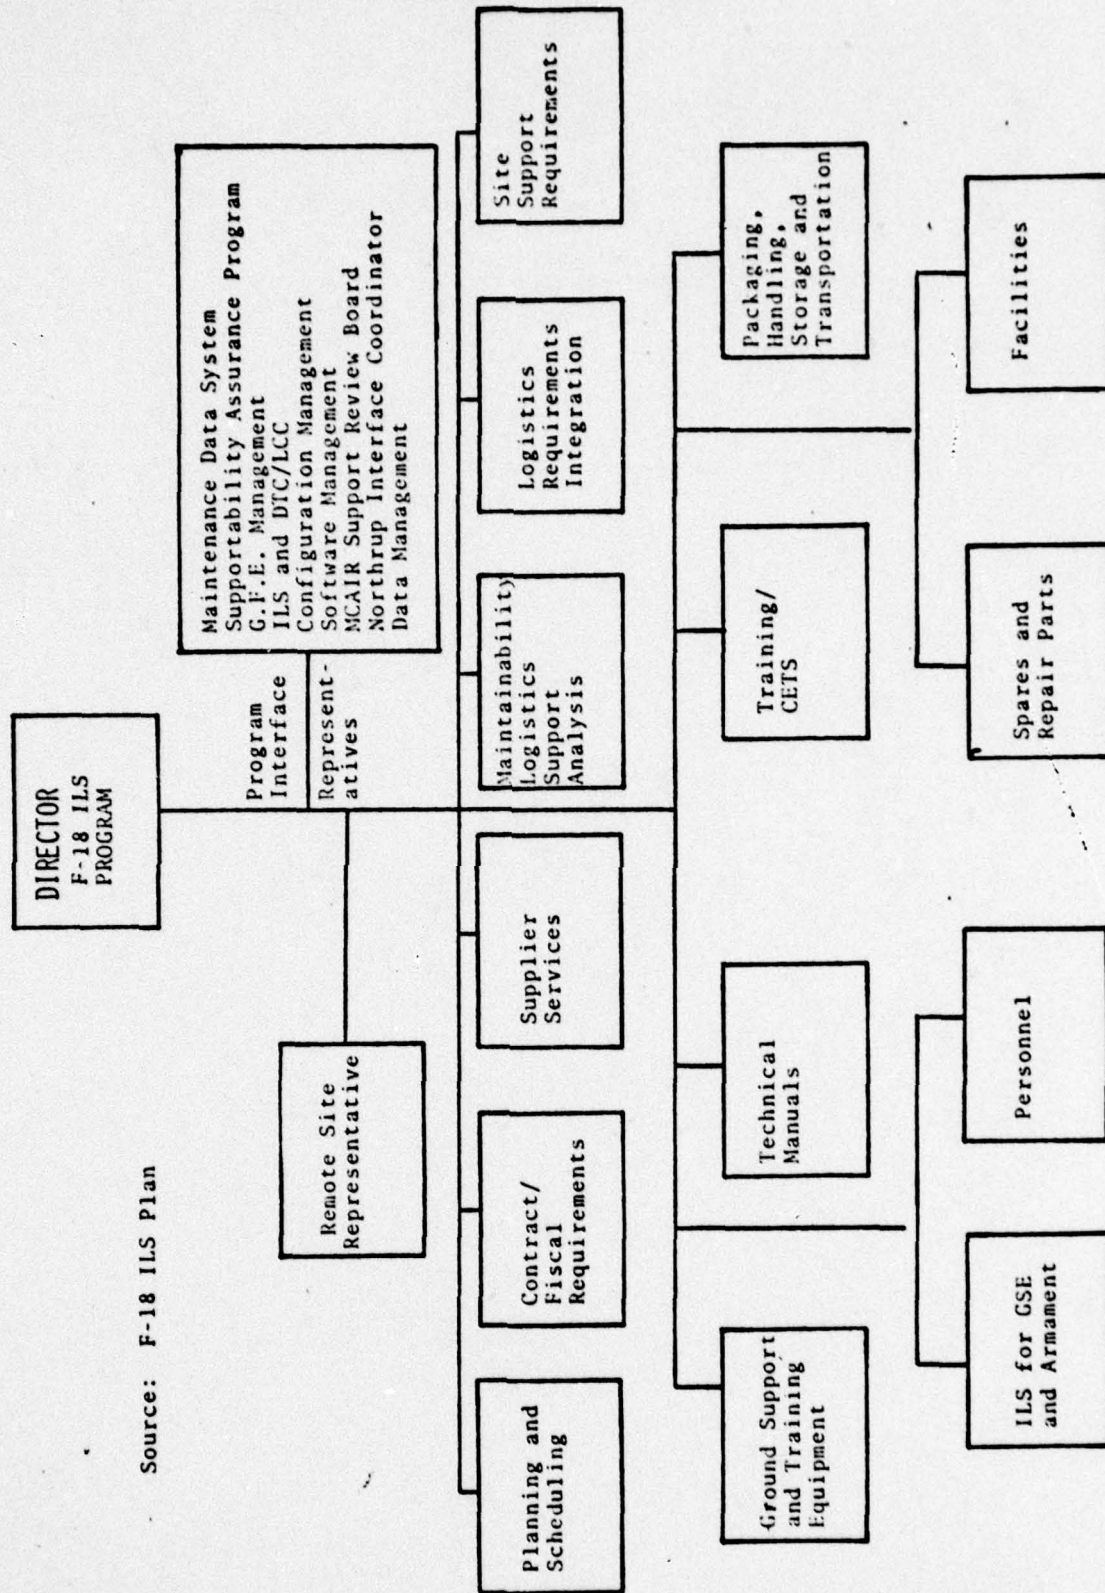 Source: F-18 ILS Plan
DIRECTOR
F-18 ILS
PROGRAM
Program
Interface
Represent-
atives
Maintenance Data System
Supportability Assurance Program
G.F.E. Management
ILS and DTC/LCC
Configuration Management
Software Management
MCAIR Support Review Board
Northrup Interface Coordinator
Data Management
Remote Site
Representative
Planning and
Scheduling
Contract/
Fiscal
Requirements
Supplier
Services
Maintainability
Logistics
Support
Analysis
Logistics
Requirements
Integration
Site
Support
Requirements
Ground Support
and Training
Equipment
Technical
Manuals
Training/
CETS
Packaging,
Handling,
Storage and
Transportation
ILS for GSE
and Armament
Personnel
Spares and
Repair Parts
Facilities